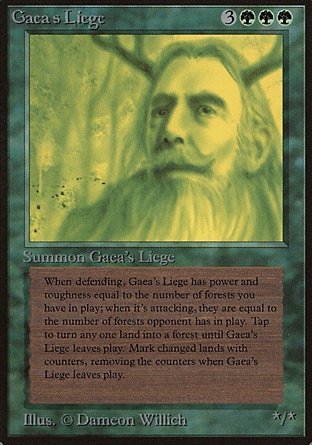 Gaea's Liege 3
Summon Gaea's Liege
When defending, Gaea's Liege has power and
toughness equal to the number of forests you
have in play; when it's attacking, they are equal to
the number of forests opponent has in play. Tap
to turn any one land into a forest until Gaea's
Liege leaves play. Mark changed lands with
counters, removing the counters when Gaea's
Liege leaves play.
Illus. © Dameon Willich */*